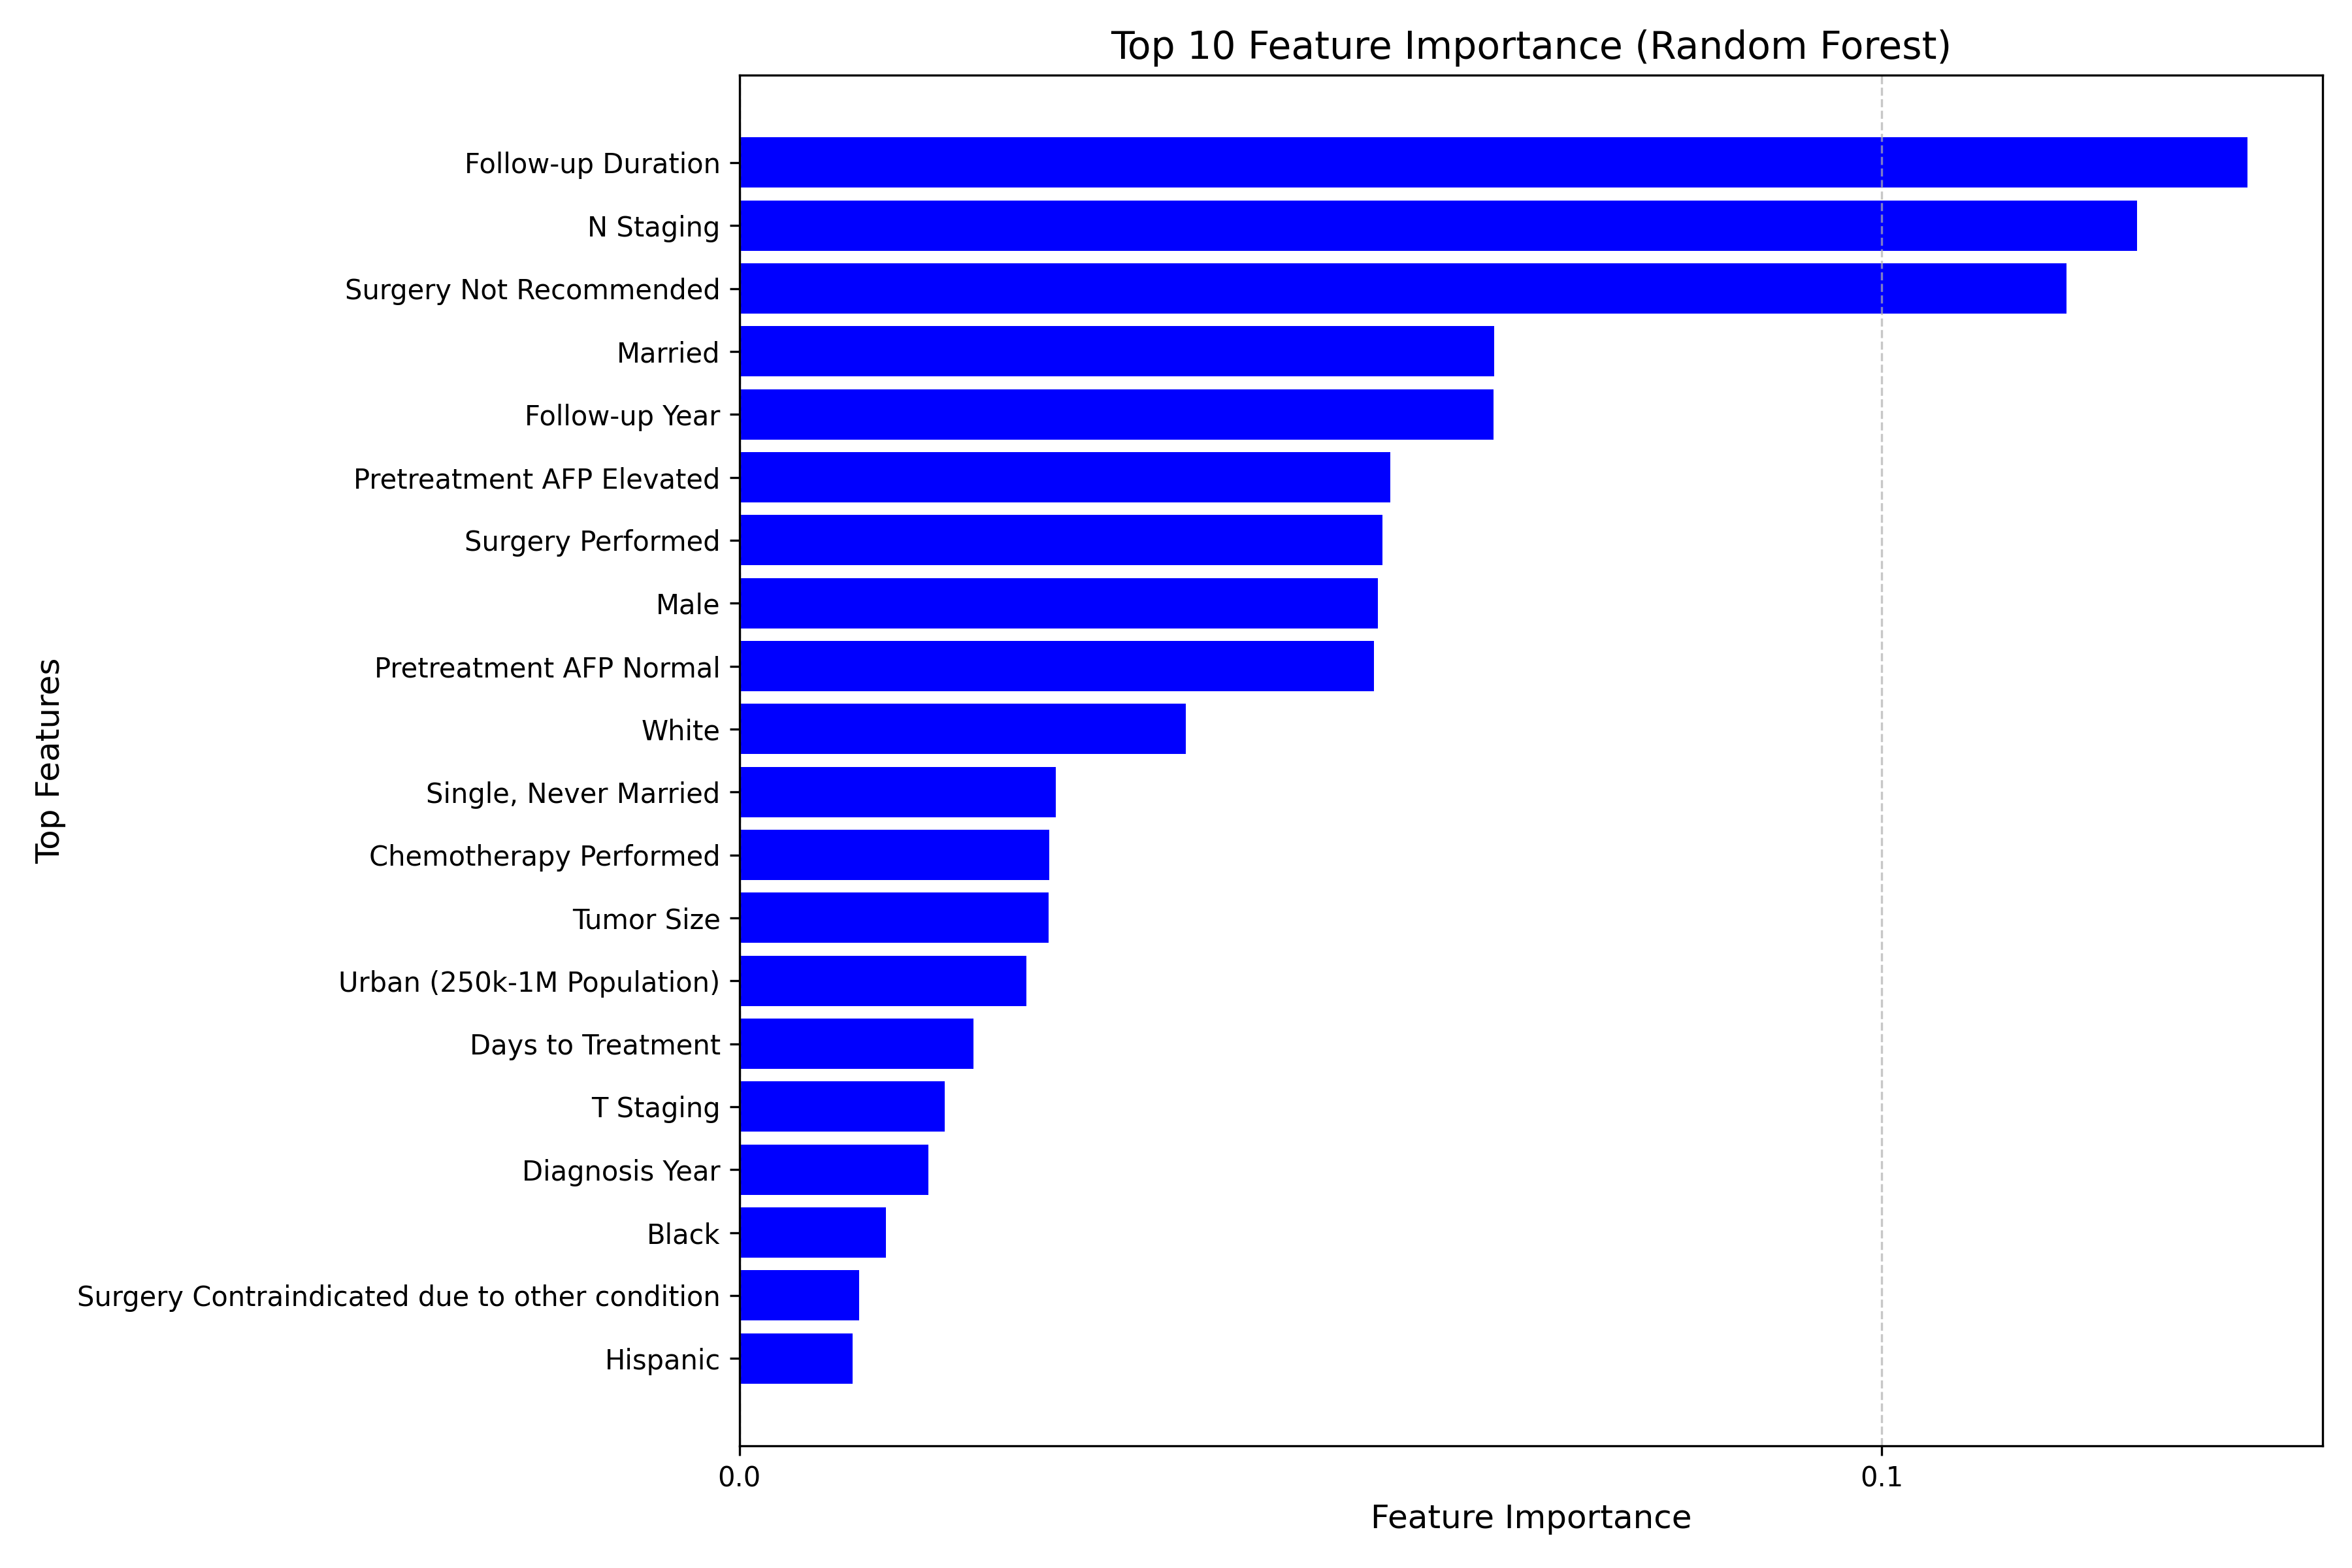 Top 10 Feature Importance (Random Forest)
Follow-up Duration
N Staging
Surgery Not Recommended
Married
Follow-up Year
Pretreatment AFP Elevated
Surgery Performed
Male
Pretreatment AFP Normal
White
Single, Never Married
Chemotherapy Performed
Tumor Size
Urban (250k-1M Population)
Days to Treatment
T Staging
Diagnosis Year
Black
Surgery Contraindicated due to other condition
Hispanic
Top Features
0.0
0.1
Feature Importance